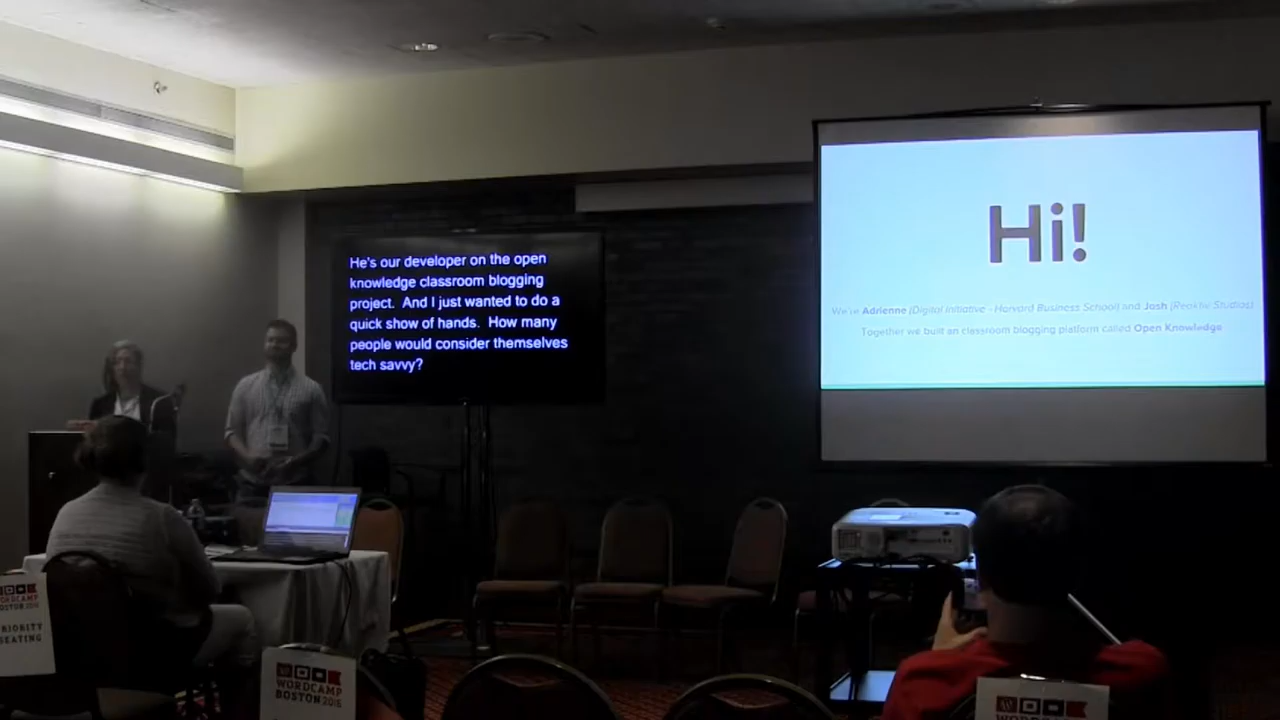 He's our developer on the open
knowledge classroom blogging
project. And I just wanted to do a
quick show of hands. How many
people would consider themselves
tech savvy?
Hi!
We're Adrienne (Digital Initiative - Harvard Business School) and Josh (Reaktiv Studios)
Together we built an classroom blogging platform called Open Knowledge
WORDCAMP
BOSTON 2015
PRIORITY
SEATING
WORDCAMP
BOSTON 2015